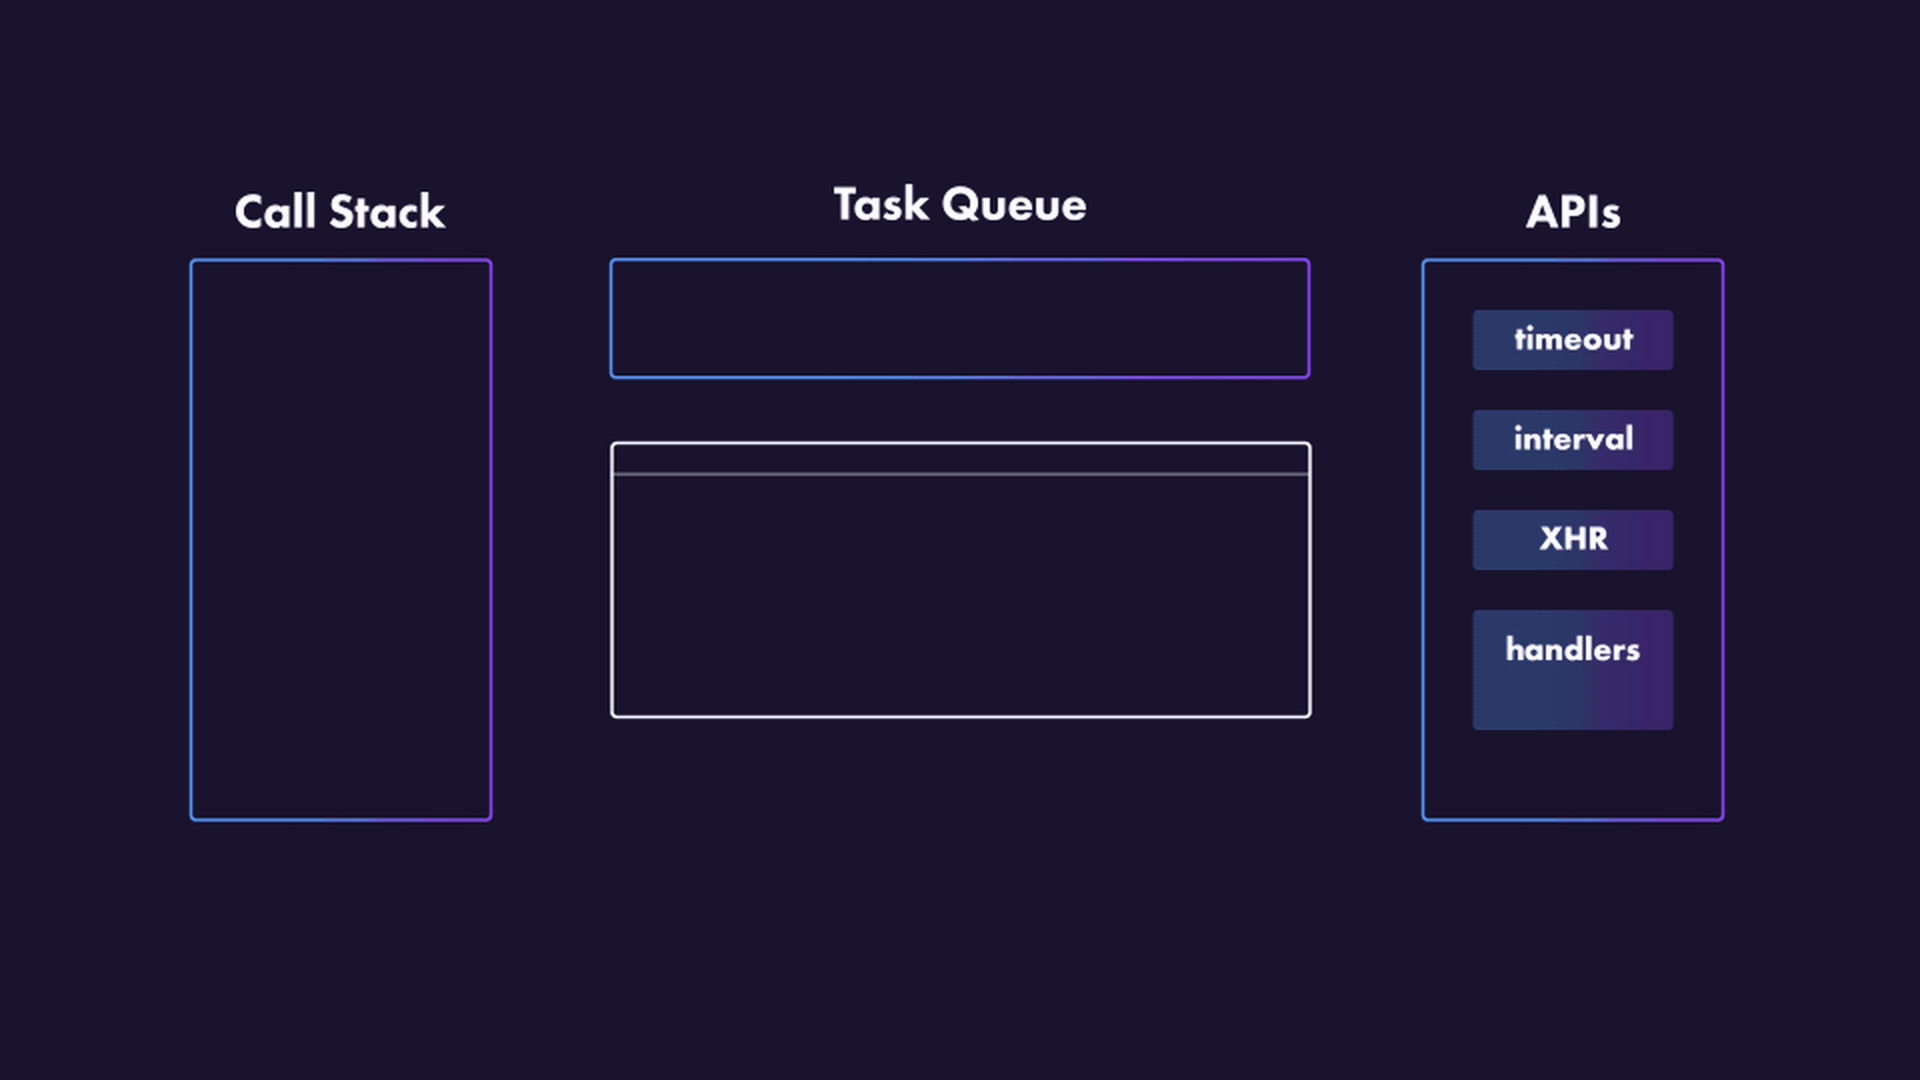 Call Stack
Task Queue
APIs
timeout
interval
XHR
handlers